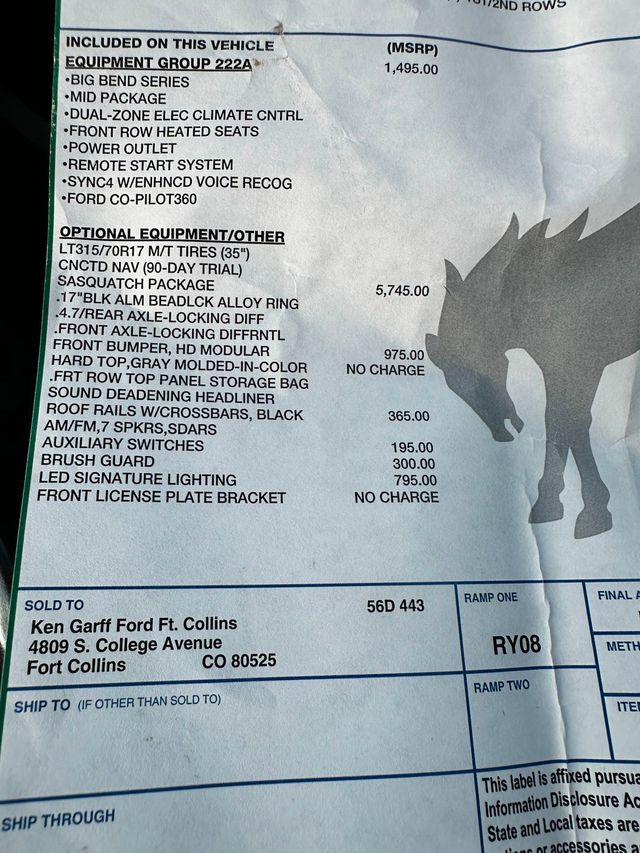 1/2ND ROWS
INCLUDED ON THIS VEHICLE (MSRP)
EQUIPMENT GROUP 222A 1,495.00
•BIG BEND SERIES
•MID PACKAGE
•DUAL-ZONE ELEC CLIMATE CNTRL
•FRONT ROW HEATED SEATS
•POWER OUTLET
•REMOTE START SYSTEM
•SYNC4 W/ENHNCD VOICE RECOG
•FORD CO-PILOT360
OPTIONAL EQUIPMENT/OTHER
LT315/70R17 M/T TIRES (35")
CNCTD NAV (90-DAY TRIAL)
SASQUATCH PACKAGE 5,745.00
.17"BLK ALM BEADLCK ALLOY RING
.4.7/REAR AXLE-LOCKING DIFF
.FRONT AXLE-LOCKING DIFFRNTL
FRONT BUMPER, HD MODULAR 975.00
HARD TOP,GRAY MOLDED-IN-COLOR NO CHARGE
.FRT ROW TOP PANEL STORAGE BAG
SOUND DEADENING HEADLINER
ROOF RAILS W/CROSSBARS, BLACK 365.00
AM/FM,7 SPKRS,SDARS
AUXILIARY SWITCHES 195.00
BRUSH GUARD 300.00
LED SIGNATURE LIGHTING 795.00
FRONT LICENSE PLATE BRACKET NO CHARGE
SOLD TO 56D 443
Ken Garff Ford Ft. Collins
4809 S. College Avenue
Fort Collins CO 80525
RAMP ONE
RY08
RAMP TWO
FINAL
METH
ITE
SHIP TO (IF OTHER THAN SOLD TO)
SHIP THROUGH
This label is affixed pursua
Information Disclosure Ac
State and Local taxes are
or accessories a